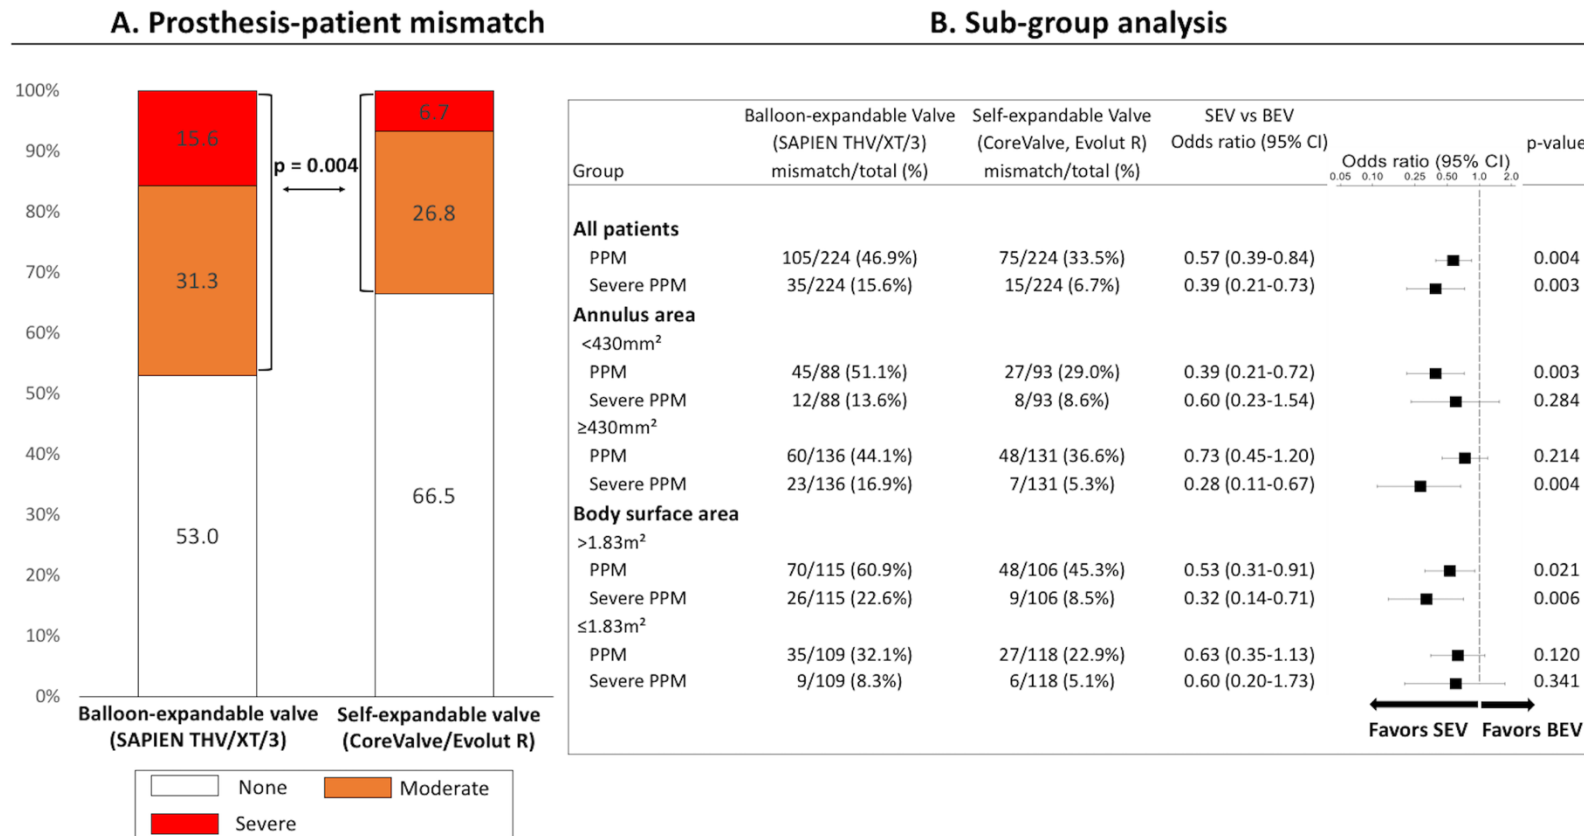 A. Prosthesis-patient mismatch
100%
90%
80%
70%
60%
50%
40%
30%
20%
10%
0%
15.6
31.3
53.0
p = 0.004
6.7
26.8
66.5
Balloon-expandable valve
(SAPIEN THV/XT/3)
Self-expandable valve
(CoreValve/Evolut R)
None
Moderate
Severe
B. Sub-group analysis
Group
Balloon-expandable Valve
(SAPIEN THV/XT/3)
mismatch/total (%)
Self-expandable Valve
(CoreValve, Evolut R)
mismatch/total (%)
SEV vs BEV
Odds ratio (95% CI)
Odds ratio (95% CI)
0.05 0.10 0.25 0.50 1.0 2.0
p-value
All patients
PPM 105/224 (46.9%) 75/224 (33.5%) 0.57 (0.39-0.84) 0.004
Severe PPM 35/224 (15.6%) 15/224 (6.7%) 0.39 (0.21-0.73) 0.003
Annulus area
<430mm²
PPM 45/88 (51.1%) 27/93 (29.0%) 0.39 (0.21-0.72) 0.003
Severe PPM 12/88 (13.6%) 8/93 (8.6%) 0.60 (0.23-1.54) 0.284
≥430mm²
PPM 60/136 (44.1%) 48/131 (36.6%) 0.73 (0.45-1.20) 0.214
Severe PPM 23/136 (16.9%) 7/131 (5.3%) 0.28 (0.11-0.67) 0.004
Body surface area
>1.83m²
PPM 70/115 (60.9%) 48/106 (45.3%) 0.53 (0.31-0.91) 0.021
Severe PPM 26/115 (22.6%) 9/106 (8.5%) 0.32 (0.14-0.71) 0.006
≤1.83m²
PPM 35/109 (32.1%) 27/118 (22.9%) 0.63 (0.35-1.13) 0.120
Severe PPM 9/109 (8.3%) 6/118 (5.1%) 0.60 (0.20-1.73) 0.341
Favors SEV Favors BEV